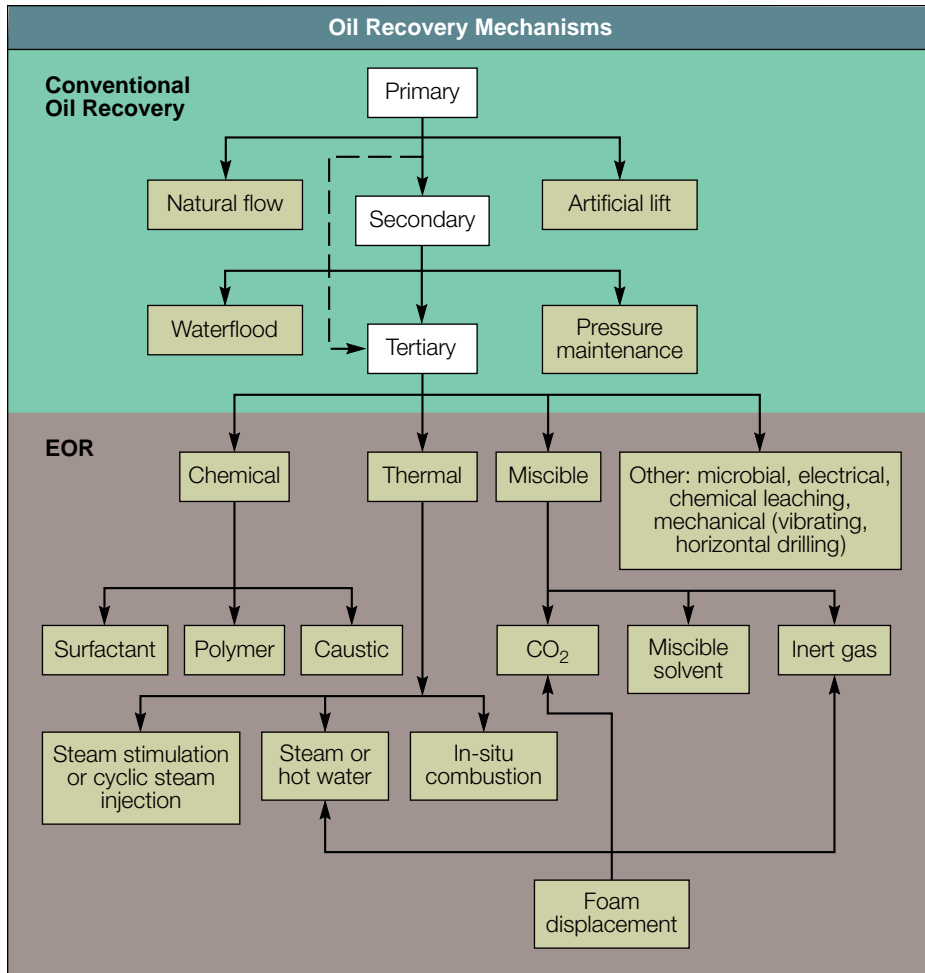 Oil Recovery Mechanisms
Conventional
Oil Recovery
Primary
Natural flow
Artificial lift
Secondary
Waterflood
Pressure
maintenance
Tertiary
EOR
Chemical
Thermal
Miscible
Other: microbial, electrical,
chemical leaching,
mechanical (vibrating,
horizontal drilling)
Surfactant
Polymer
Caustic
CO₂
Miscible
solvent
Inert gas
Steam stimulation
or cyclic steam
injection
Steam or
hot water
In-situ
combustion
Foam
displacement